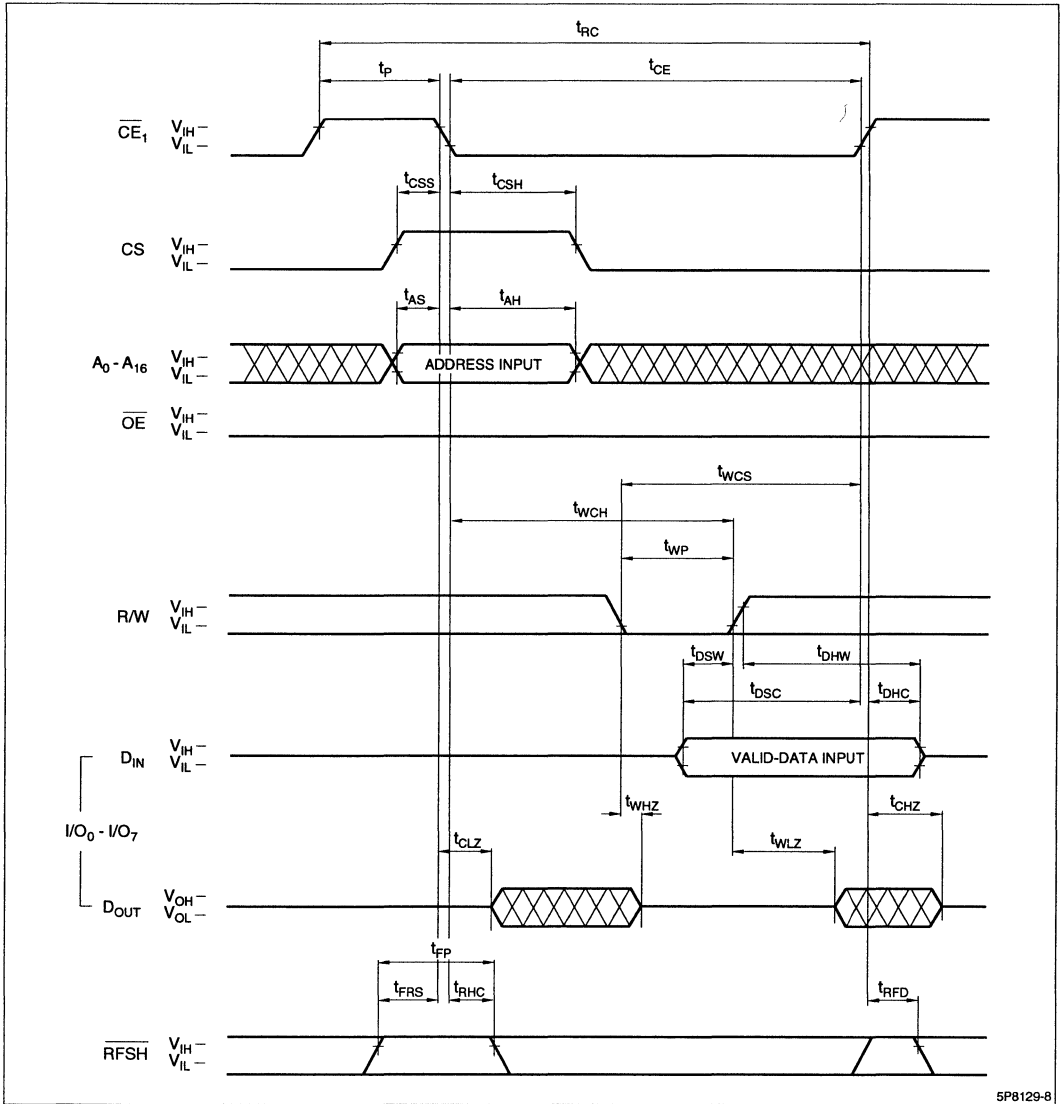 tRC
tP
tCE
CE1 VIH
VIL
tCSS
tCSH
CS VIH
VIL
tAS
tAH
A0 - A16 VIH
VIL
ADDRESS INPUT
OE VIH
VIL
tWCS
tWCH
tWP
R/W VIH
VIL
tDSW
tDHW
tDSC
tDHC
DIN VIH
VIL
VALID-DATA INPUT
tWHZ
tCHZ
I/O0 - I/O7
tCLZ
tWLZ
DOUT VOH
VOL
tFP
tFRS
tRHC
tRFD
RFSH VIH
VIL
5P8129-8